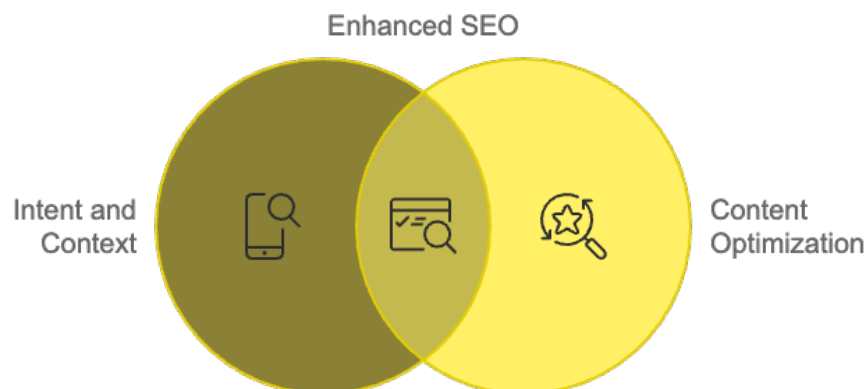 Enhanced SEO
Intent and
Context
Content
Optimization